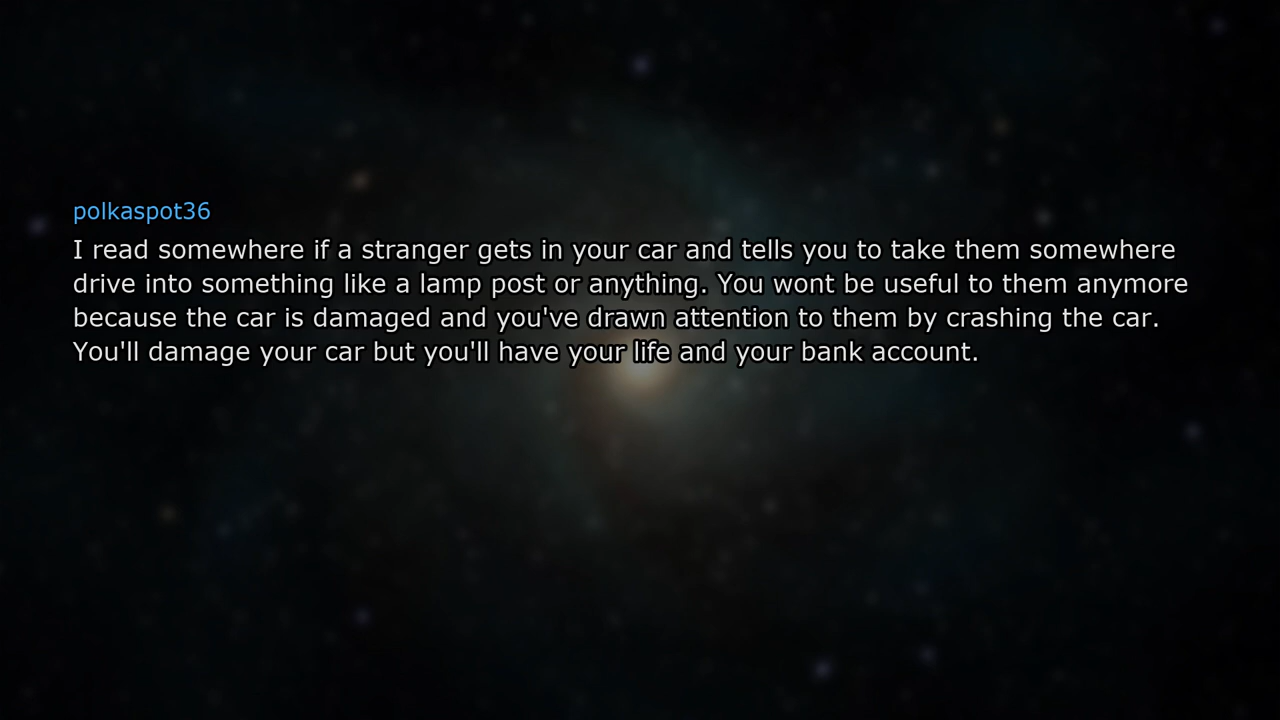 polkaspot36
I read somewhere if a stranger gets in your car and tells you to take them somewhere
drive into something like a lamp post or anything. You wont be useful to them anymore
because the car is damaged and you've drawn attention to them by crashing the car.
You'll damage your car but you'll have your life and your bank account.